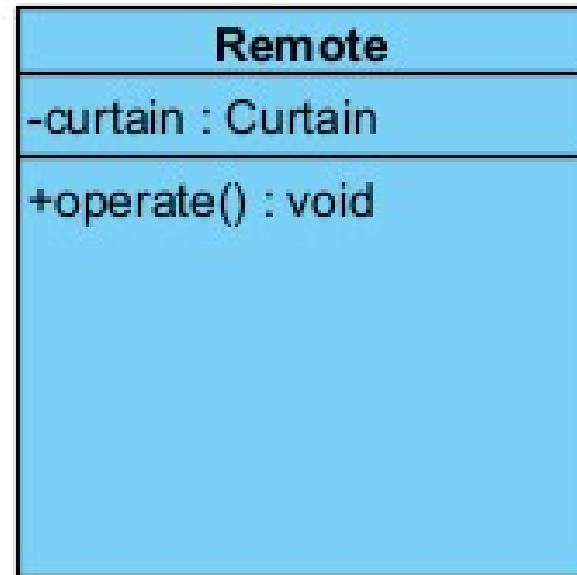 Remote
-curtain : Curtain
+operate() : void